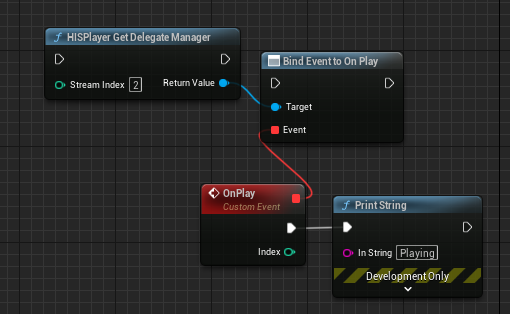 HISPlayer Get Delegate Manager
Stream Index 2
Return Value
Bind Event to On Play
Target
Event
OnPlay
Custom Event
Index
Print String
In String Playing
Development Only